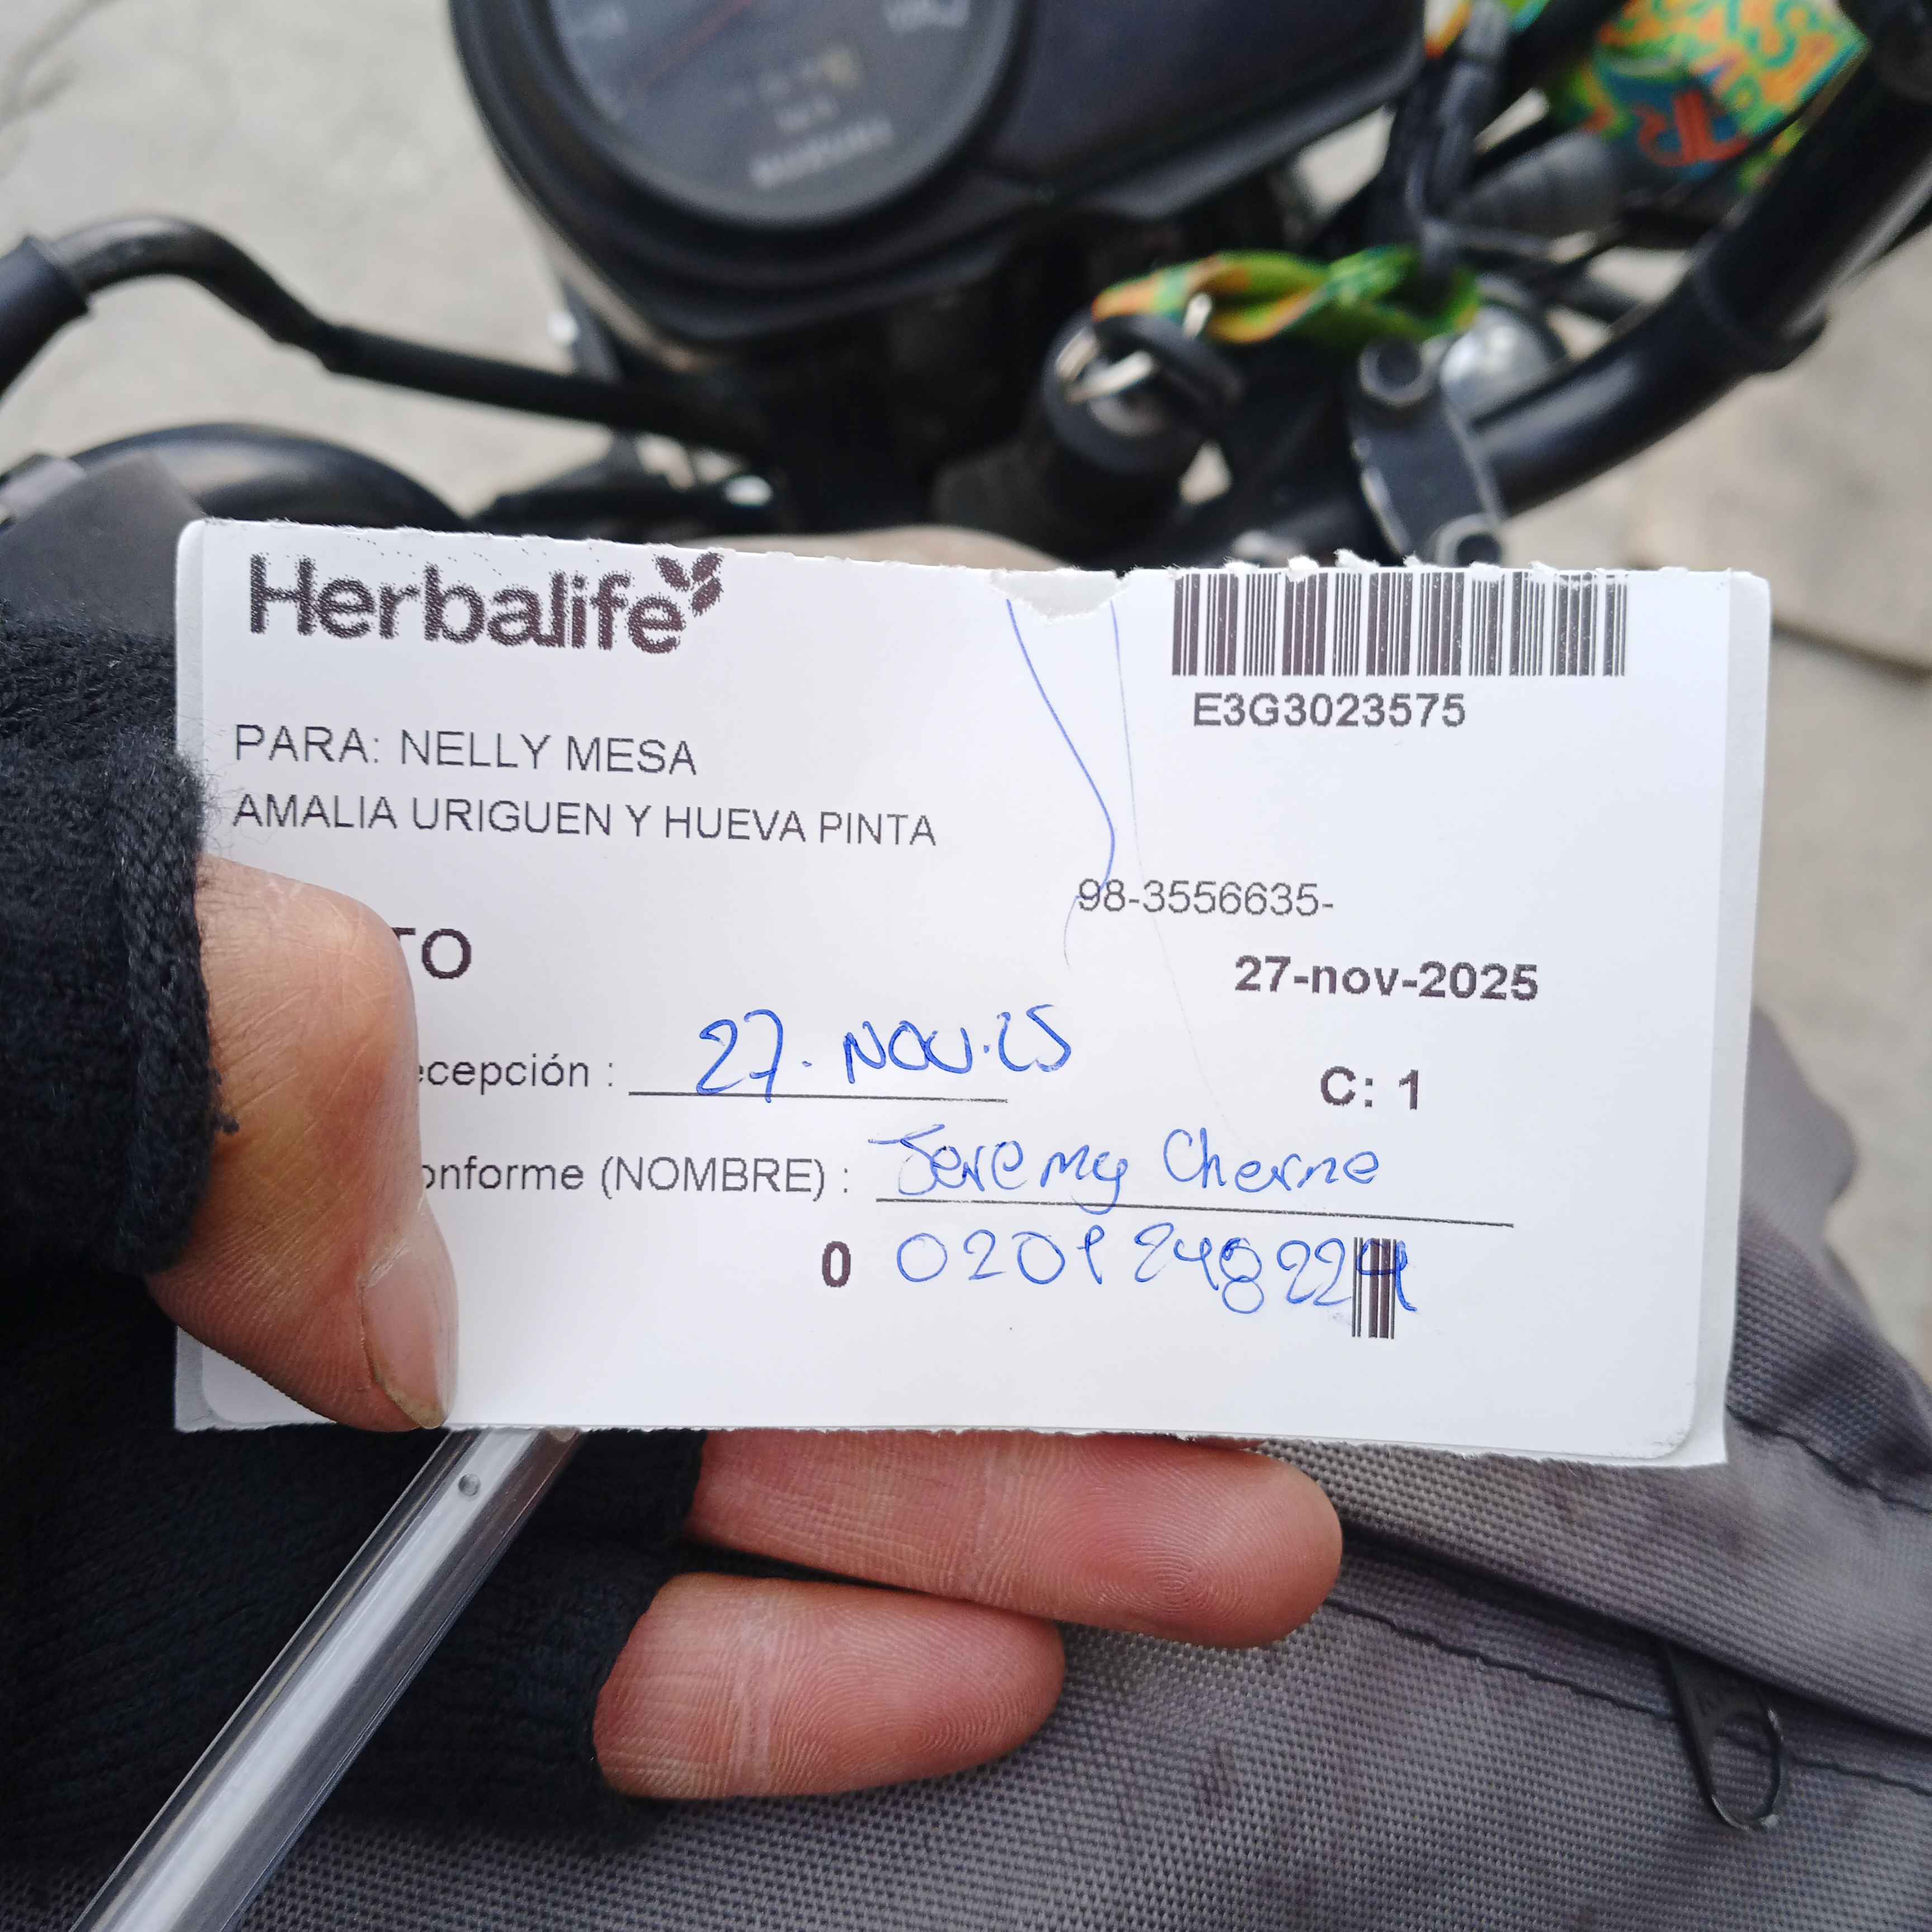 Herbalife
E3G3023575
PARA: NELLY MESA
AMALIA URIGUEN Y HUEVA PINTA
98-3556635-
TO
27-nov-2025
ecepción : 27. NOV. 25
C: 1
onforme (NOMBRE) : Jeremy Cherne
0 020